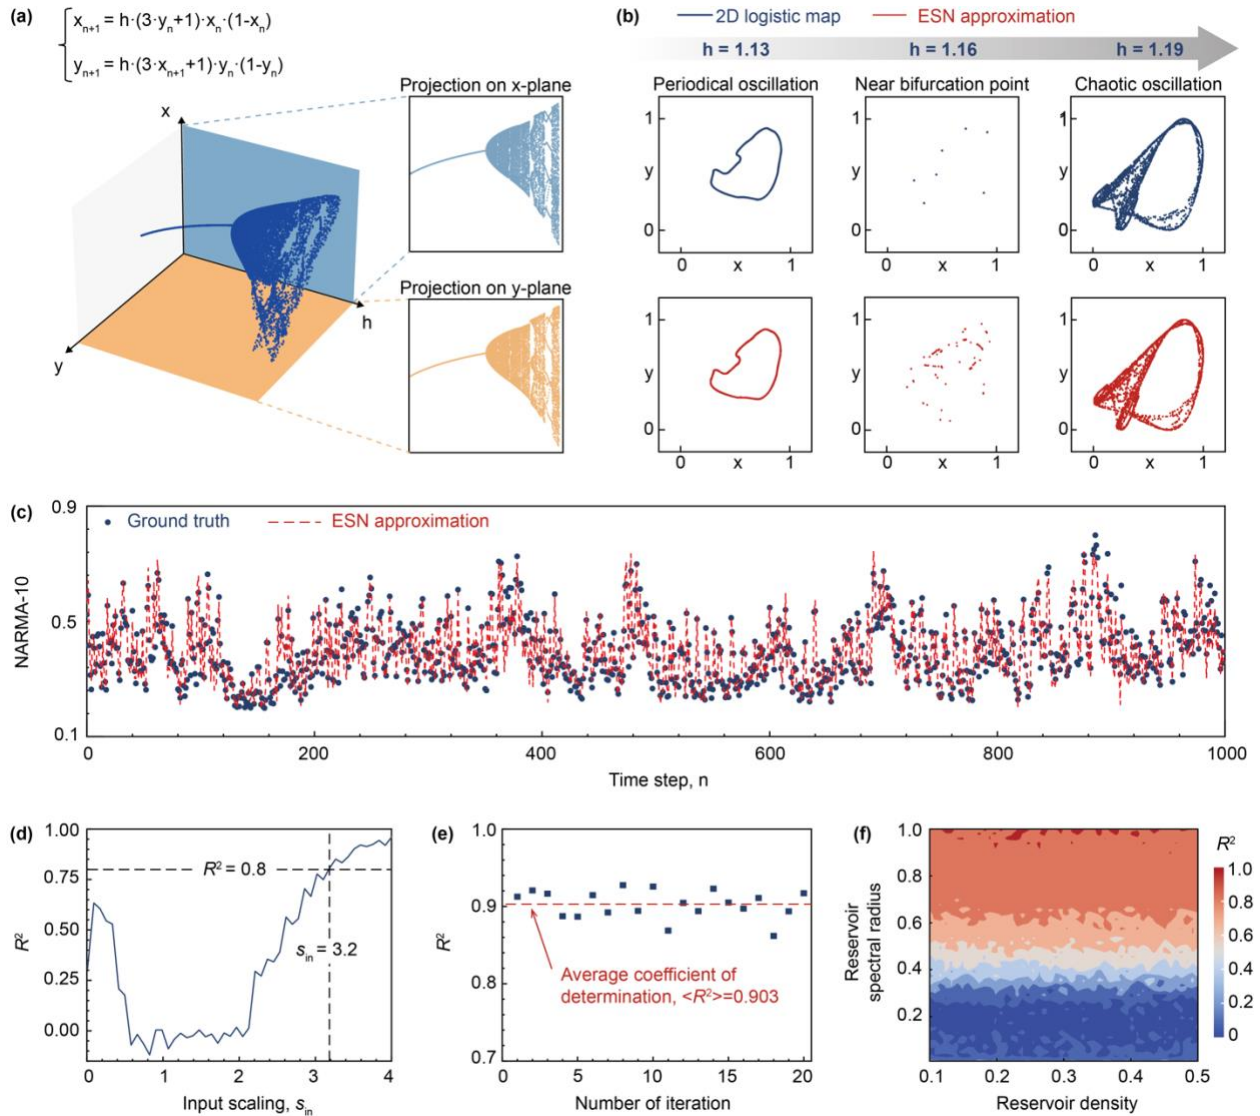 (a)
xₙ₊₁ = h·(3·yₙ+1)·xₙ·(1-xₙ)
yₙ₊₁ = h·(3·xₙ₊₁+1)·yₙ·(1-yₙ)
x
y
h
Projection on x-plane
Projection on y-plane
(b)
2D logistic map
ESN approximation
h = 1.13
h = 1.16
h = 1.19
Periodical oscillation
Near bifurcation point
Chaotic oscillation
1
y
0
0
x
1
1
y
0
0
x
1
1
y
0
0
x
1
1
y
0
0
x
1
1
y
0
0
x
1
1
y
0
0
x
1
(c)
Ground truth
ESN approximation
NARMA-10
0.9
0.5
0.1
0
200
400
600
800
1000
Time step, n
(d)
R²
1.00
0.75
0.50
0.25
0.00
R² = 0.8
sᵢₙ = 3.2
0
1
2
3
4
Input scaling, sᵢₙ
(e)
R²
1.0
0.9
0.8
0.7
Average coefficient of
determination, <R²>=0.903
0
5
10
15
20
Number of iteration
(f)
Reservoir
spectral radius
1.0
0.8
0.6
0.4
0.2
0.1
0.2
0.3
0.4
0.5
Reservoir density
R²
1.0
0.8
0.6
0.4
0.2
0